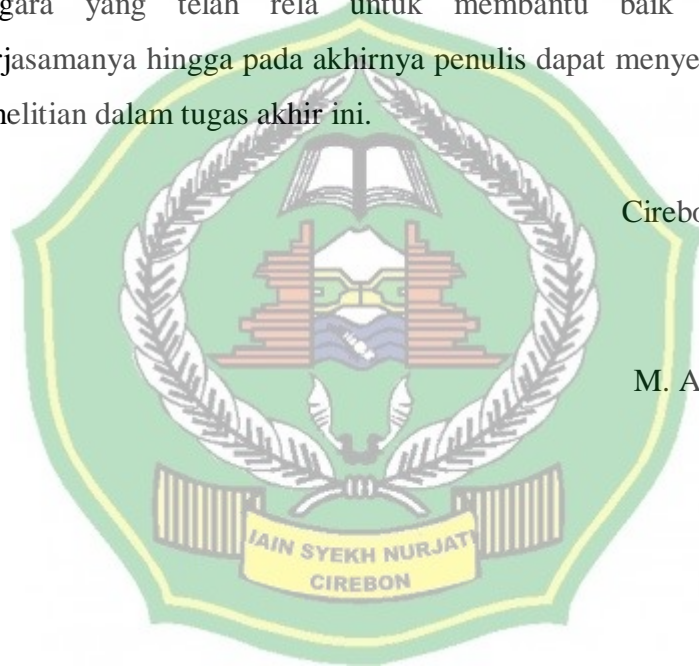 gara yang telah rela untuk membantu baik
rjasamanya hingga pada akhirnya penulis dapat menye
elitian dalam tugas akhir ini.
Cirebo
M. A
IAIN SYEKH NURJATI
CIREBON